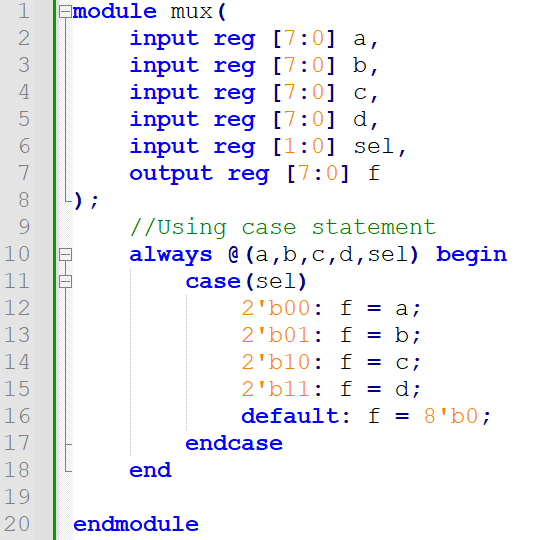 1 module mux(
2 input reg [7:0] a,
3 input reg [7:0] b,
4 input reg [7:0] c,
5 input reg [7:0] d,
6 input reg [1:0] sel,
7 output reg [7:0] f
8 );
9 //Using case statement
10 always @(a,b,c,d,sel) begin
11 case(sel)
12 2'b00: f = a;
13 2'b01: f = b;
14 2'b10: f = c;
15 2'b11: f = d;
16 default: f = 8'b0;
17 endcase
18 end
19
20 endmodule